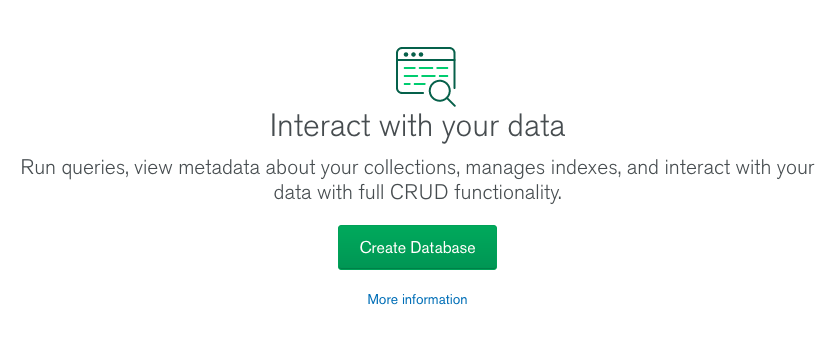 Interact with your data
Run queries, view metadata about your collections, manages indexes, and interact with your
data with full CRUD functionality.
Create Database
More information